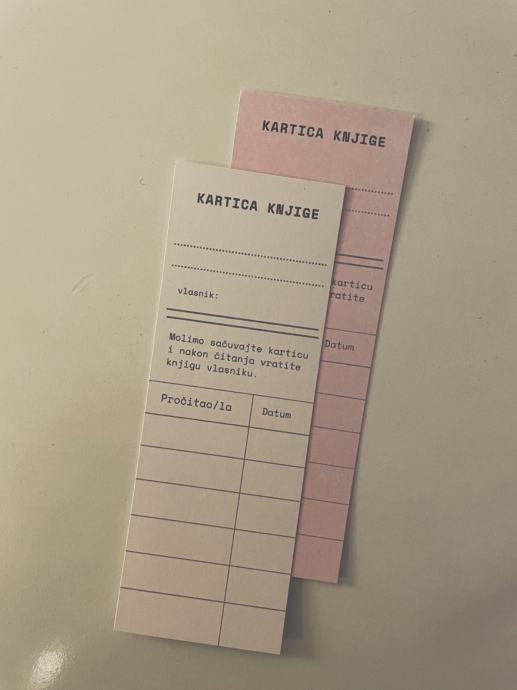 KARTICA KNJIGE
KARTICA KNJIGE
vlasnik:
Molimo sačuvajte karticu
i nakon čitanja vratite
knjigu vlasniku.
Pročitao/la
Datum
karticu
vratite
Datum